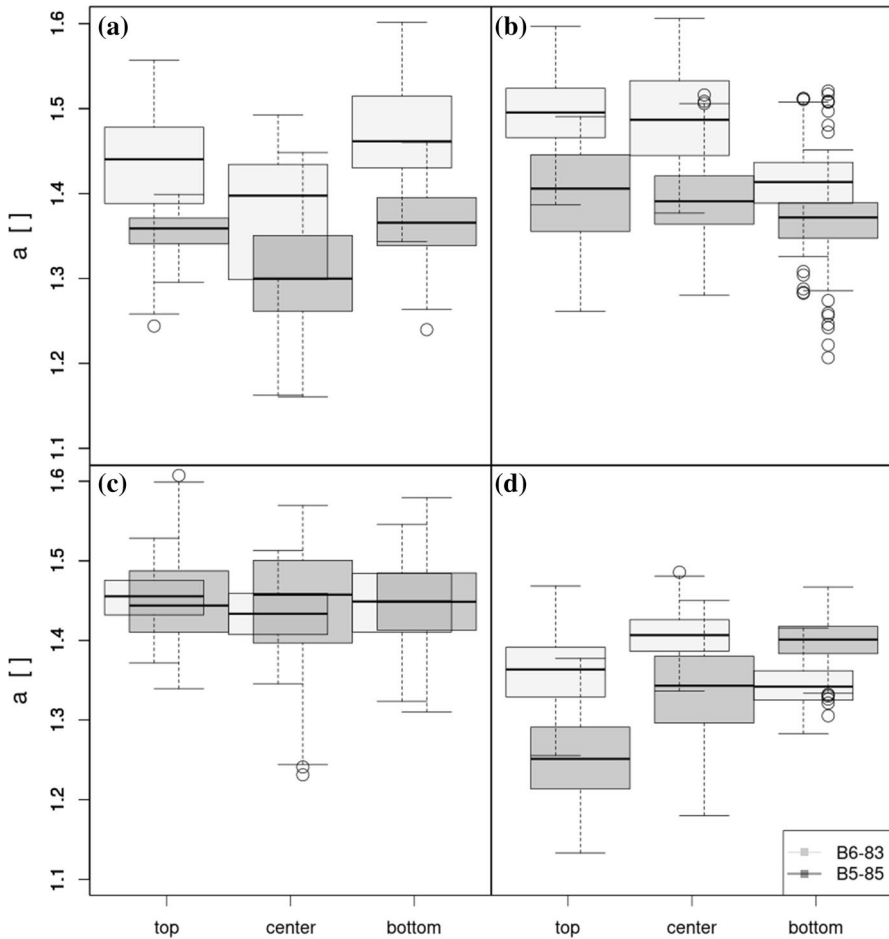 (a)
(b)
1.6
1.5
1.4
1.3
1.2
1.1
a [ ]
(c)
(d)
1.6
1.5
1.4
1.3
1.2
1.1
a [ ]
B6-83
B5-85
top center bottom top center bottom